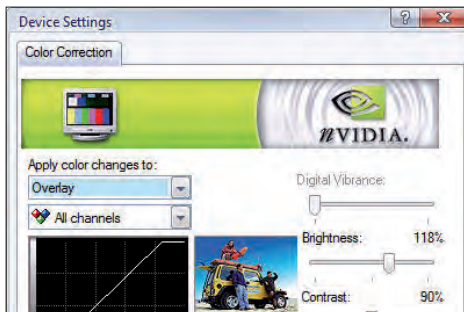 Device Settings
Color Correction
nVIDIA.
Apply color changes to:
Overlay
All channels
Digital Vibrance:
Brightness: 118%
Contrast: 90%